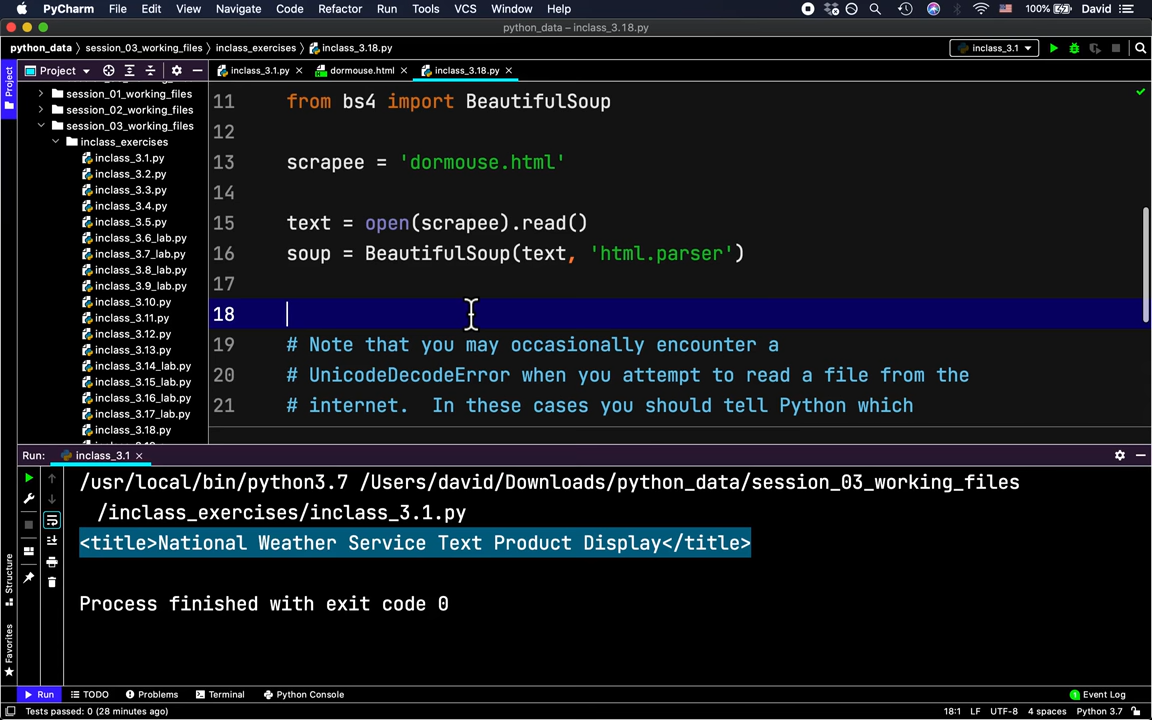 PyCharm File Edit View Navigate Code Refactor Run Tools VCS Window Help 100% David
python_data – inclass_3.18.py
python_data session_03_working_files inclass_exercises inclass_3.18.py inclass_3.1
Project
Project inclass_3.1.py dormouse.html inclass_3.18.py
session_01_working_files
session_02_working_files
session_03_working_files
inclass_exercises
inclass_3.1.py
inclass_3.2.py
inclass_3.3.py
inclass_3.4.py
inclass_3.5.py
inclass_3.6_lab.py
inclass_3.7_lab.py
inclass_3.8_lab.py
inclass_3.9_lab.py
inclass_3.10.py
inclass_3.11.py
inclass_3.12.py
inclass_3.13.py
inclass_3.14_lab.py
inclass_3.15_lab.py
inclass_3.16_lab.py
inclass_3.17_lab.py
inclass_3.18.py
11 from bs4 import BeautifulSoup
12
13 scrapee = 'dormouse.html'
14
15 text = open(scrapee).read()
16 soup = BeautifulSoup(text, 'html.parser')
17
18
19 # Note that you may occasionally encounter a
20 # UnicodeDecodeError when you attempt to read a file from the
21 # internet.  In these cases you should tell Python which
Run: inclass_3.1
/usr/local/bin/python3.7 /Users/david/Downloads/python_data/session_03_working_files
/inclass_exercises/inclass_3.1.py
<title>National Weather Service Text Product Display</title>
Process finished with exit code 0
Structure
Favorites
Run TODO Problems Terminal Python Console 1 Event Log
Tests passed: 0 (28 minutes ago) 18:1 LF UTF-8 4 spaces Python 3.7